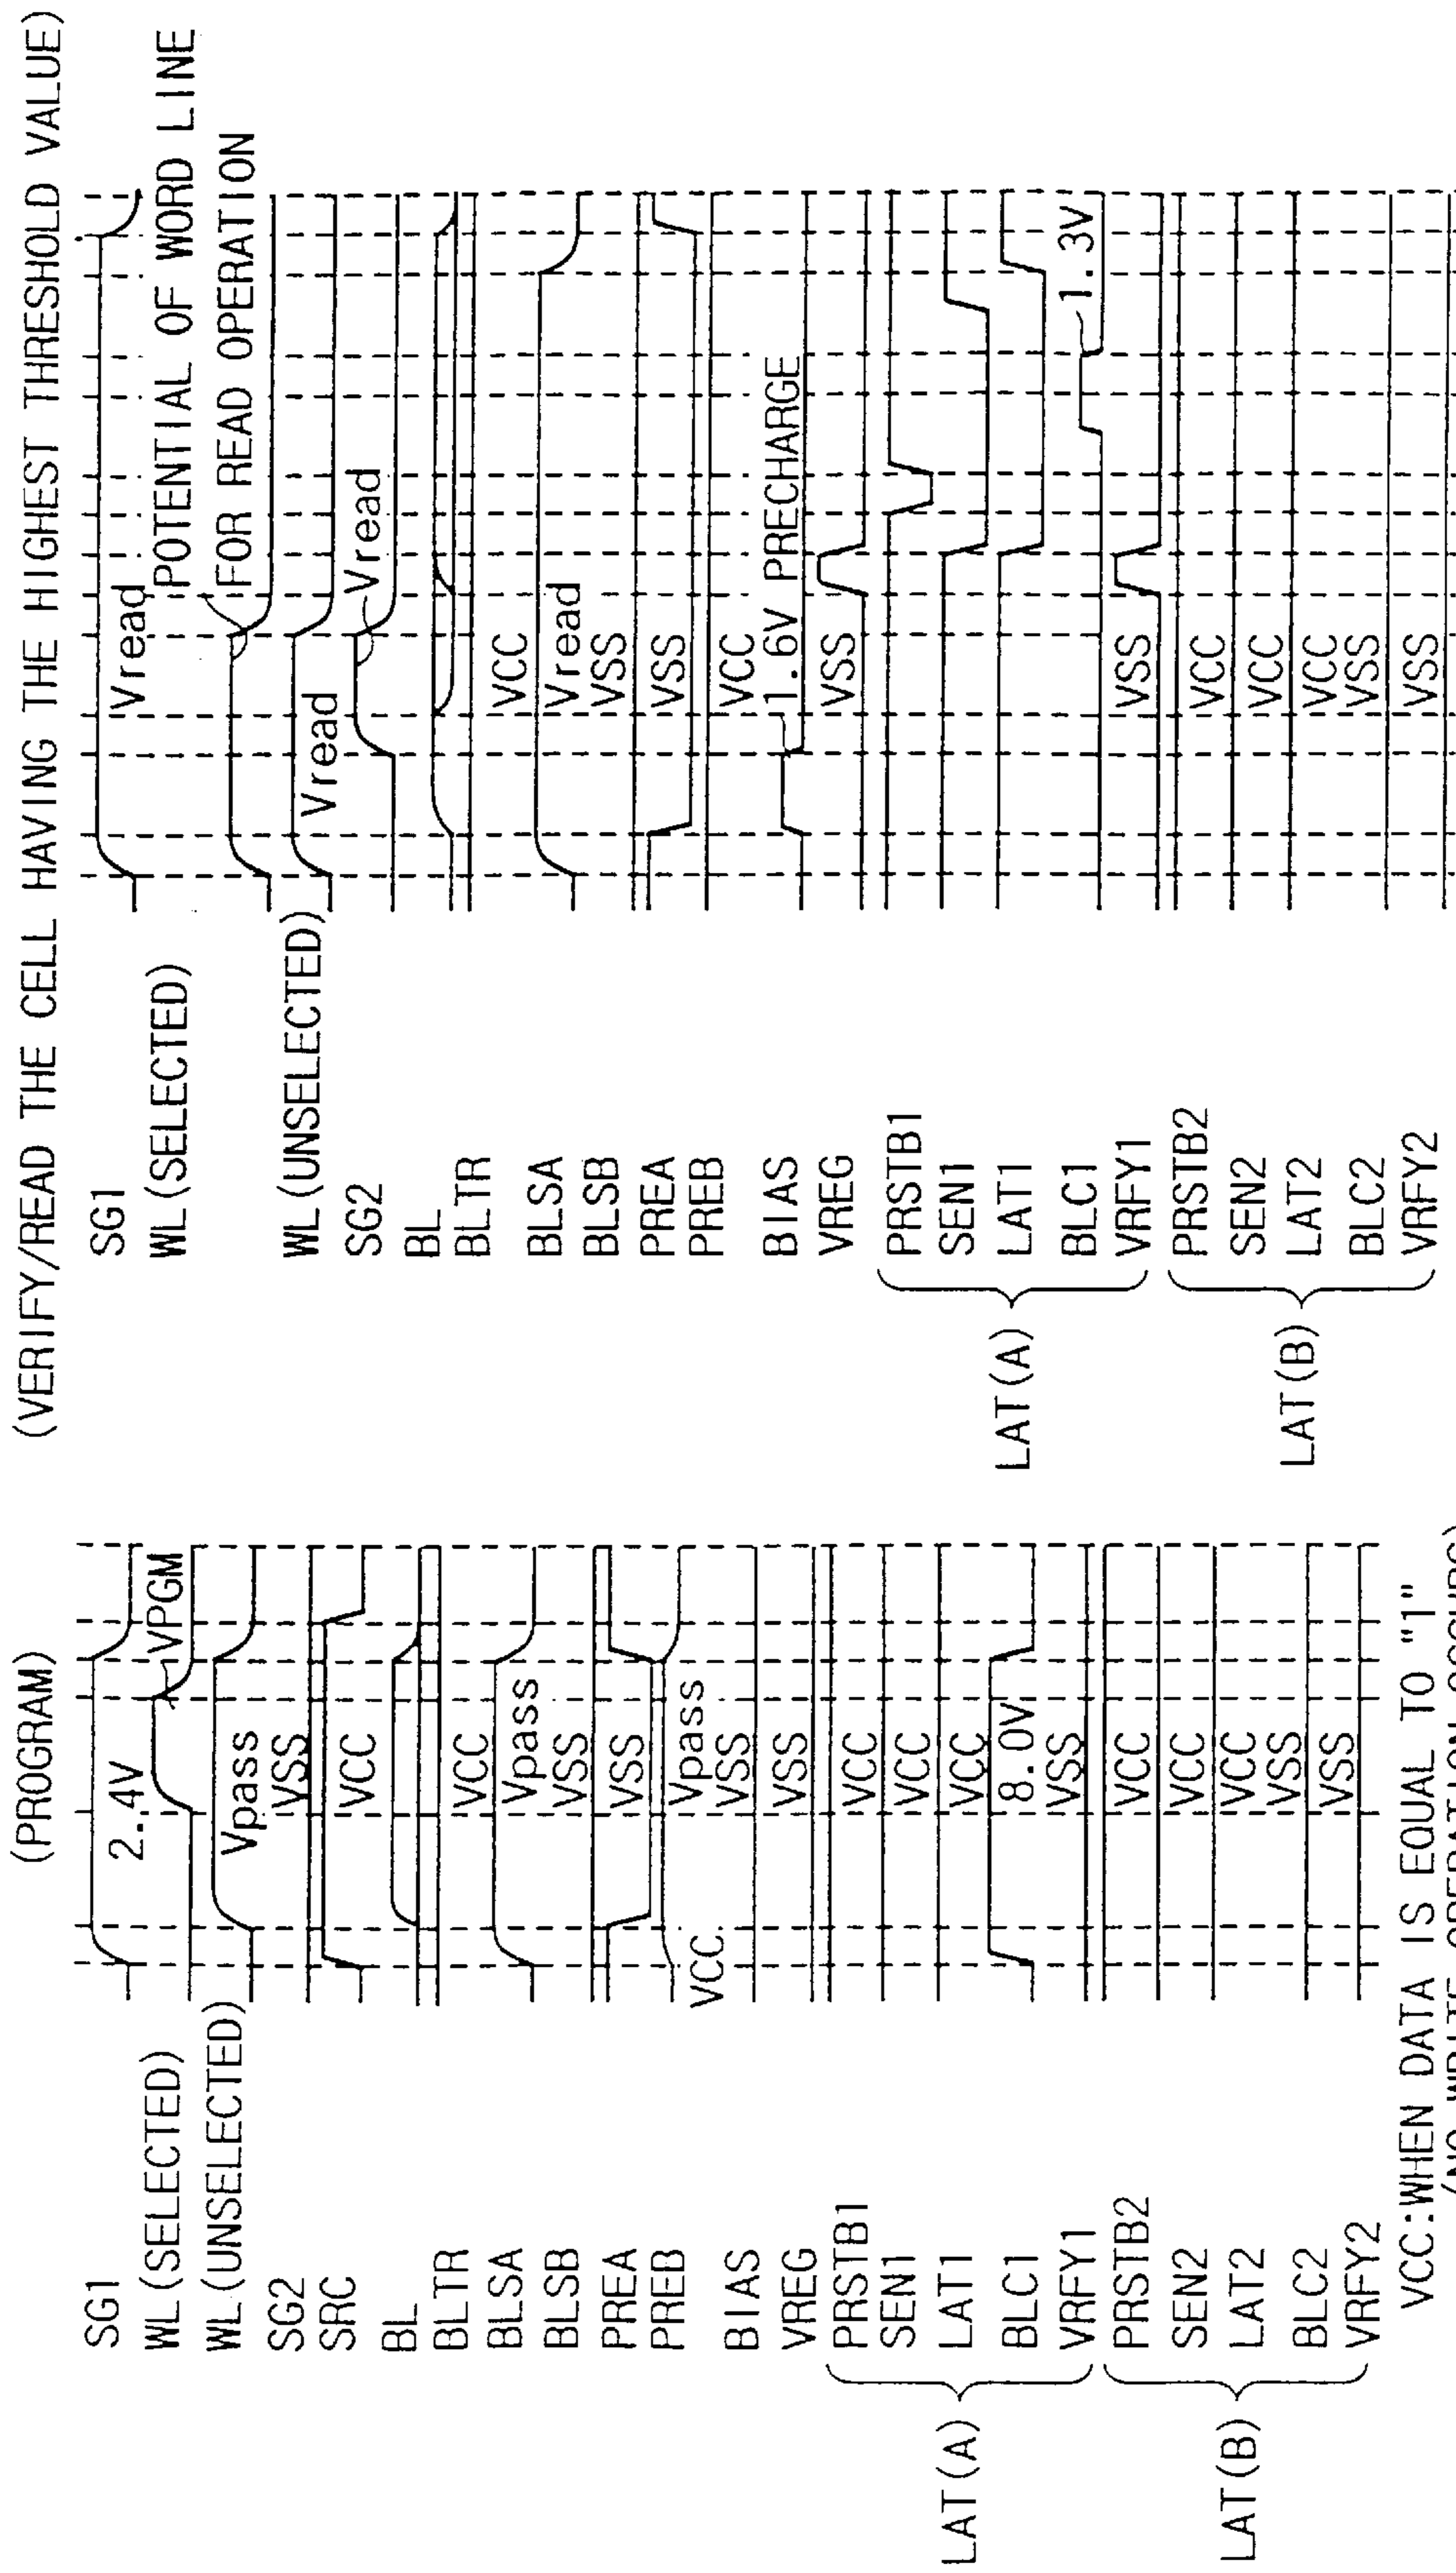 (PROGRAM)
SG1
2.4V
WL(SELECTED)
VPGM
WL(UNSELECTED)
Vpass
SG2
VSS
SRC
VCC
BL
BLTR
VCC
BLSA
Vpass
BLSB
VSS
PREA
VSS
PREB
VCC
Vpass
BIAS
VSS
VREG
VSS
LAT(A)
PRSTB1
VCC
SEN1
VCC
LAT1
VCC
BLC1
8.0V
VRFY1
VSS
LAT(B)
PRSTB2
VCC
SEN2
VCC
LAT2
VCC
BLC2
VSS
VRFY2
VSS
VCC:WHEN DATA IS EQUAL TO "1"
(NO WRITE OPERATION OCCURS)
(VERIFY/READ THE CELL HAVING THE HIGHEST THRESHOLD VALUE)
SG1
Vread
WL(SELECTED)
POTENTIAL OF WORD LINE
FOR READ OPERATION
WL(UNSELECTED)
Vread
SG2
Vread
BL
BLTR
VCC
BLSA
Vread
BLSB
VSS
PREA
VSS
PREB
VCC
BIAS
1.6V PRECHARGE
VREG
VSS
LAT(A)
PRSTB1
SEN1
LAT1
BLC1
1.3V
VRFY1
VSS
LAT(B)
PRSTB2
VCC
SEN2
VCC
LAT2
VCC
BLC2
VSS
VRFY2
VSS